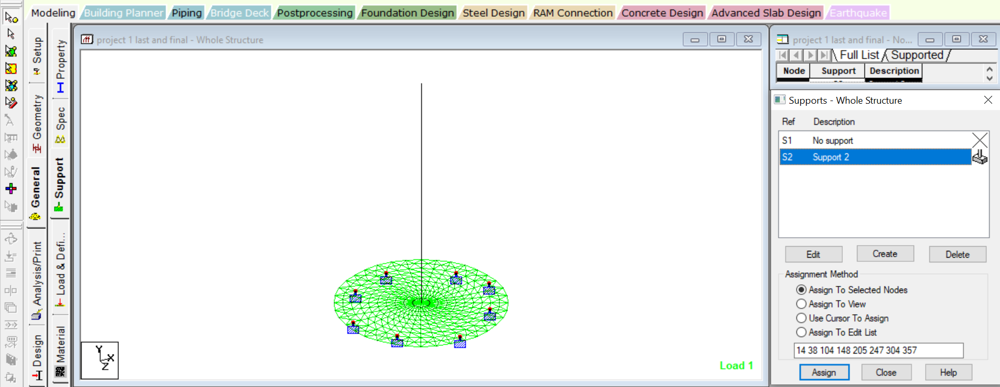 Modeling Building Planner Piping Bridge Deck Postprocessing Foundation Design Steel Design RAM Connection Concrete Design Advanced Slab Design Earthquake
Setup
Geometry
General
Analysis/Print
Design
Property
Spec
Support
Load & Defi...
Material
project 1 last and final - Whole Structure
Y
X
Z
Load 1
project 1 last and final - No...
Full List Supported
Node Support Description
Supports - Whole Structure
Ref Description
S1 No support
S2 Support 2
Edit Create Delete
Assignment Method
Assign To Selected Nodes
Assign To View
Use Cursor To Assign
Assign To Edit List
14 38 104 148 205 247 304 357
Assign Close Help